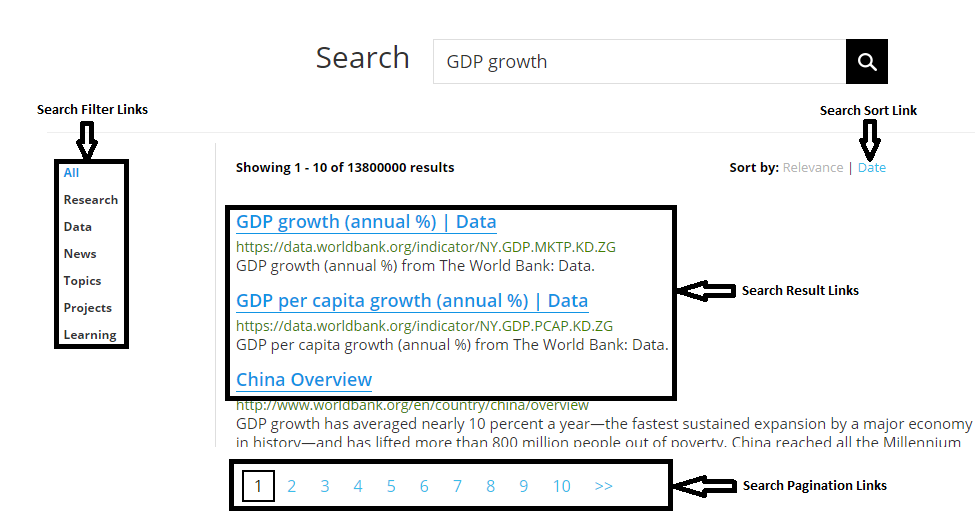 Search
GDP growth
Search Filter Links
Search Sort Link
All
Research
Data
News
Topics
Projects
Learning
Showing 1 - 10 of 13800000 results
Sort by: Relevance | Date
GDP growth (annual %) | Data
https://data.worldbank.org/indicator/NY.GDP.MKTP.KD.ZG
GDP growth (annual %) from The World Bank: Data.
GDP per capita growth (annual %) | Data
https://data.worldbank.org/indicator/NY.GDP.PCAP.KD.ZG
GDP per capita growth (annual %) from The World Bank: Data.
Search Result Links
China Overview
http://www.worldbank.org/en/country/china/overview
GDP growth has averaged nearly 10 percent a year—the fastest sustained expansion by a major economy
in history—and has lifted more than 800 million people out of poverty. China reached all the Millennium
1 2 3 4 5 6 7 8 9 10 >>
Search Pagination Links